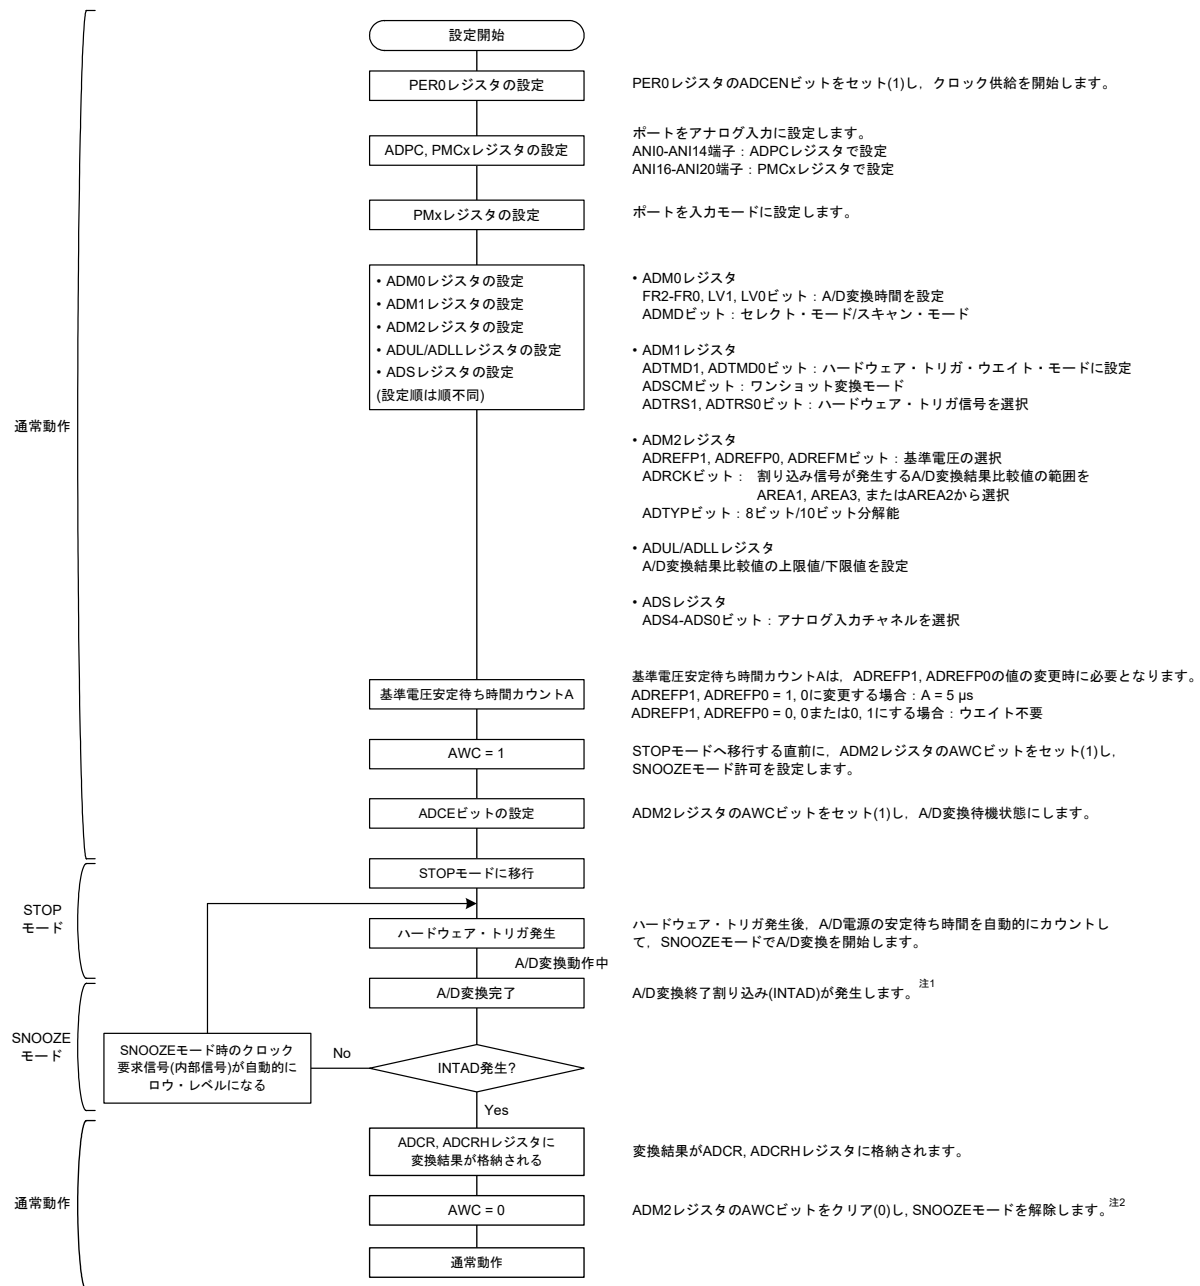 設定開始
PER0レジスタの設定
PER0レジスタのADCENビットをセット(1)し，クロック供給を開始します。
ADPC, PMCxレジスタの設定
ポートをアナログ入力に設定します。
ANI0-ANI14端子：ADPCレジスタで設定
ANI16-ANI20端子：PMCxレジスタで設定
PMxレジスタの設定
ポートを入力モードに設定します。
• ADM0レジスタの設定
• ADM1レジスタの設定
• ADM2レジスタの設定
• ADUL/ADLLレジスタの設定
• ADSレジスタの設定
(設定順は順不同)
• ADM0レジスタ
FR2-FR0, LV1, LV0ビット：A/D変換時間を設定
ADMDビット：セレクト・モード/スキャン・モード
• ADM1レジスタ
ADTMD1, ADTMD0ビット：ハードウェア・トリガ・ウエイト・モードに設定
ADSCMビット：ワンショット変換モード
ADTRS1, ADTRS0ビット：ハードウェア・トリガ信号を選択
• ADM2レジスタ
ADREFP1, ADREFP0, ADREFMビット：基準電圧の選択
ADRCKビット： 割り込み信号が発生するA/D変換結果比較値の範囲を
AREA1, AREA3, またはAREA2から選択
ADTYPビット：8ビット/10ビット分解能
• ADUL/ADLLレジスタ
A/D変換結果比較値の上限値/下限値を設定
• ADSレジスタ
ADS4-ADS0ビット：アナログ入力チャネルを選択
通常動作
基準電圧安定待ち時間カウントA
基準電圧安定待ち時間カウントAは，ADREFP1, ADREFP0の値の変更時に必要となります。
ADREFP1, ADREFP0 = 1, 0に変更する場合：A = 5 μs
ADREFP1, ADREFP0 = 0, 0または0, 1にする場合：ウエイト不要
AWC = 1
STOPモードへ移行する直前に，ADM2レジスタのAWCビットをセット(1)し，
SNOOZEモード許可を設定します。
ADCEビットの設定
ADM2レジスタのAWCビットをセット(1)し，A/D変換待機状態にします。
STOPモードに移行
STOP
モード
ハードウェア・トリガ発生
ハードウェア・トリガ発生後，A/D電源の安定待ち時間を自動的にカウントし
て，SNOOZEモードでA/D変換を開始します。
A/D変換動作中
A/D変換完了
A/D変換終了割り込み(INTAD)が発生します。注1
SNOOZE
モード
SNOOZEモード時のクロック
要求信号(内部信号)が自動的に
ロウ・レベルになる
No
INTAD発生?
Yes
ADCR, ADCRHレジスタに
変換結果が格納される
変換結果がADCR, ADCRHレジスタに格納されます。
通常動作
AWC = 0
ADM2レジスタのAWCビットをクリア(0)し, SNOOZEモードを解除します。注2
通常動作